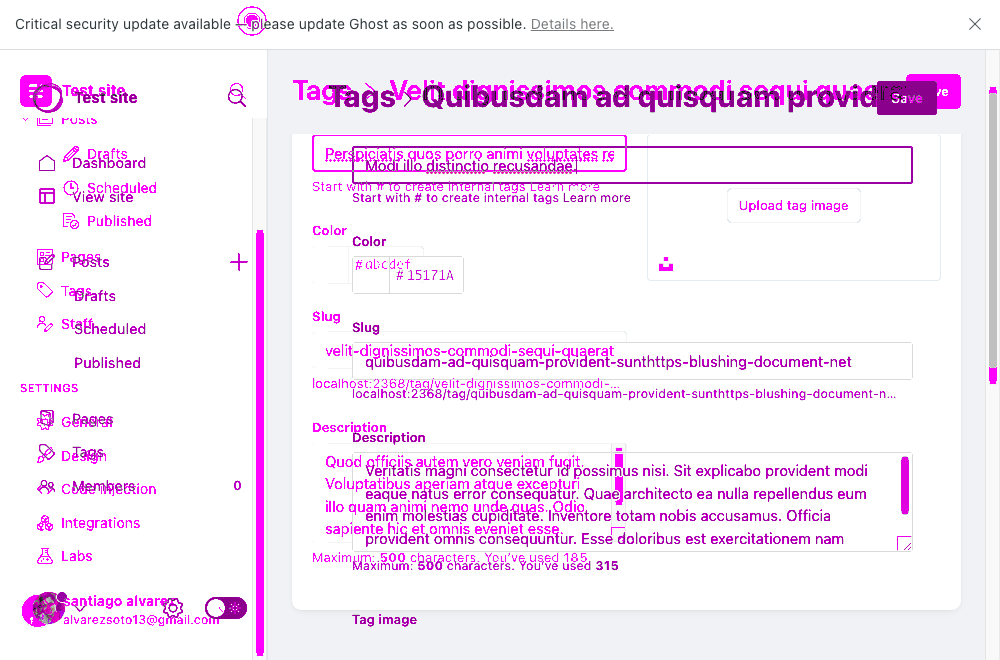 Critical security update available — please update Ghost as soon as possible. Details here.
Test site
Test site
Tags > Velit dignissimos commodi sequi quaerat
Tags > Quibusdam ad quisquam provident
Save
Posts
Drafts
Dashboard
Scheduled
View site
Published
Pages
Posts
Tags
Drafts
Staff
Scheduled
Published
SETTINGS
Pages
General
Tags
Design
Members 0
Code injection
Integrations
Labs
santiago alvarez
alvarezsoto13@gmail.com
Perspiciatis quos porro animi voluptates re
Modi illo distinctio recusandae.
Start with # to create internal tags Learn more
Start with # to create internal tags Learn more
Upload tag image
Color
Color
#abcdef
# 15171A
Slug
Slug
velit-dignissimos-commodi-sequi-quaerat
quibusdam-ad-quisquam-provident-sunthttps-blushing-document-net
localhost:2368/tag/velit-dignissimos-commodi-...
localhost:2368/tag/quibusdam-ad-quisquam-provident-sunthttps-blushing-document-n...
Description
Description
Quod officiis autem vero veniam fugit.
Voluptatibus aperiam atque excepturi
illo quam animi nemo unde quas. Odio
sapiente hic et omnis eveniet esse.
Veritatis magni consectetur id possimus nisi. Sit explicabo provident modi
eaque natus error consequatur. Quae architecto ea nulla repellendus eum
enim molestias cupiditate. Inventore totam nobis accusamus. Officia
provident omnis consequuntur. Esse doloribus est exercitationem nam
Maximum: 500 characters. You've used 185
Maximum: 500 characters. You've used 315
Tag image